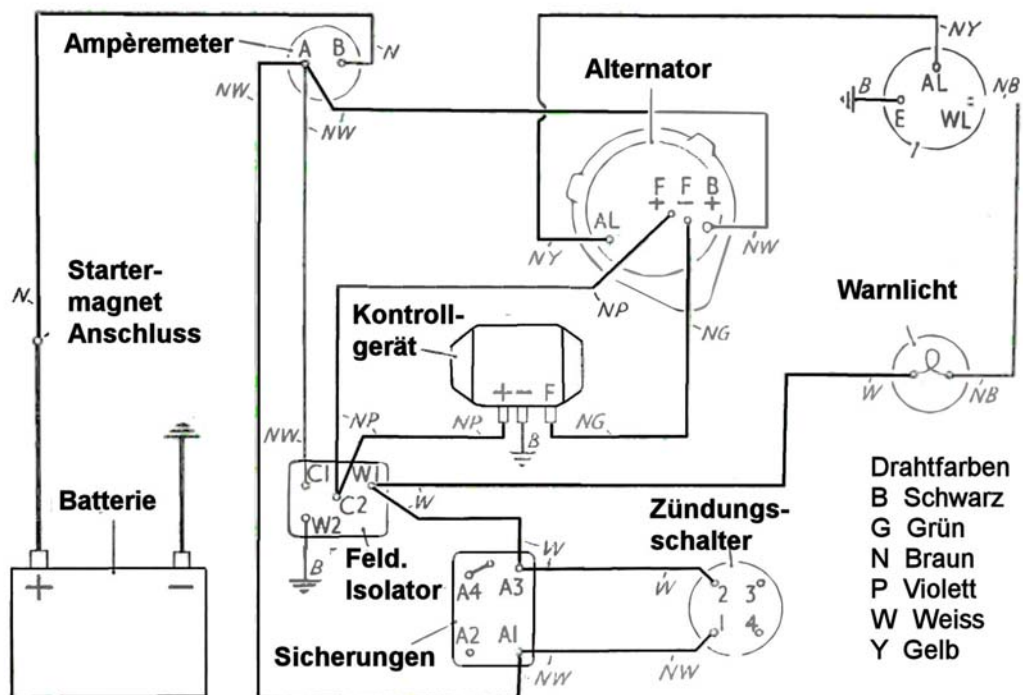 Ampèremeter
A B
N
NW
NW
NW
Alternator
F F B
+ - +
AL
NY
NW
NY
AL
B
E
WL
NB
N
Starter-
magnet
Anschluss
NP
NG
Kontroll-
gerät
+ - F
NP
NP
B
NG
Warnlicht
W
NB
NW
C1
W1
C2
W2
W
B
Batterie
+
-
Feld.
Isolator
W
A4 A3
A2 A1
Sicherungen
NW
Zündungs-
schalter
W
2 3
1 4
NW
Drahtfarben
B Schwarz
G Grün
N Braun
P Violett
W Weiss
Y Gelb